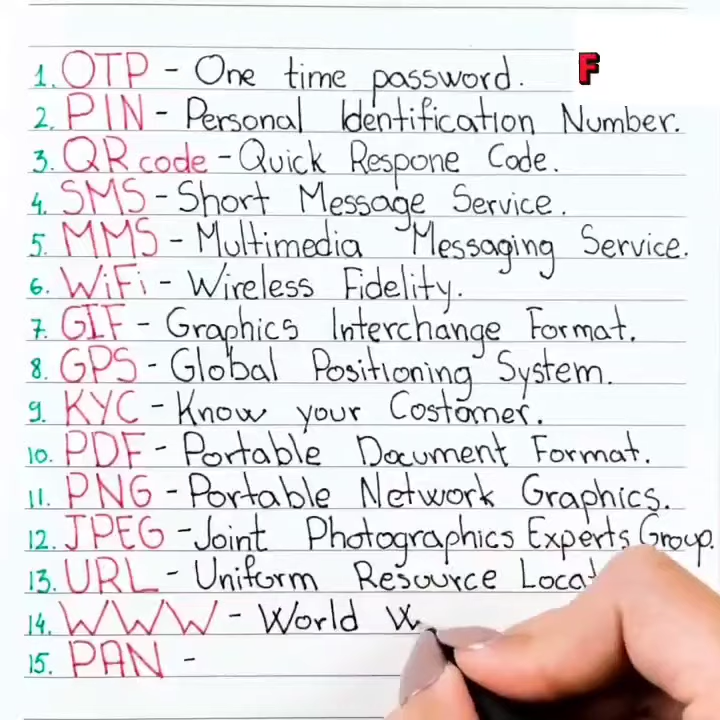 F
1. OTP - One time password.
2. PIN - Personal Identification Number.
3. QR code - Quick Respone Code.
4. SMS - Short Message Service.
5. MMS - Multimedia Messaging Service.
6. WiFi - Wireless Fidelity.
7. GIF - Graphics Interchange Format.
8. GPS - Global Positioning System.
9. KYC - Know your Costomer.
10. PDF - Portable Document Format.
11. PNG - Portable Network Graphics.
12. JPEG - Joint Photographics Experts Group.
13. URL - Uniform Resource Locat
14. WWW - World W
15. PAN -